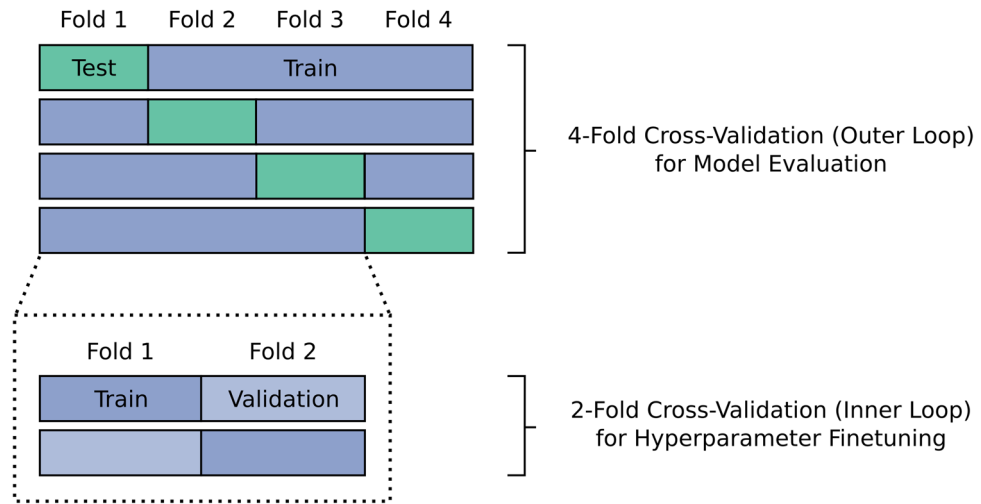 Fold 1 Fold 2 Fold 3 Fold 4
Test Train
4-Fold Cross-Validation (Outer Loop)
for Model Evaluation
Fold 1 Fold 2
Train Validation
2-Fold Cross-Validation (Inner Loop)
for Hyperparameter Finetuning